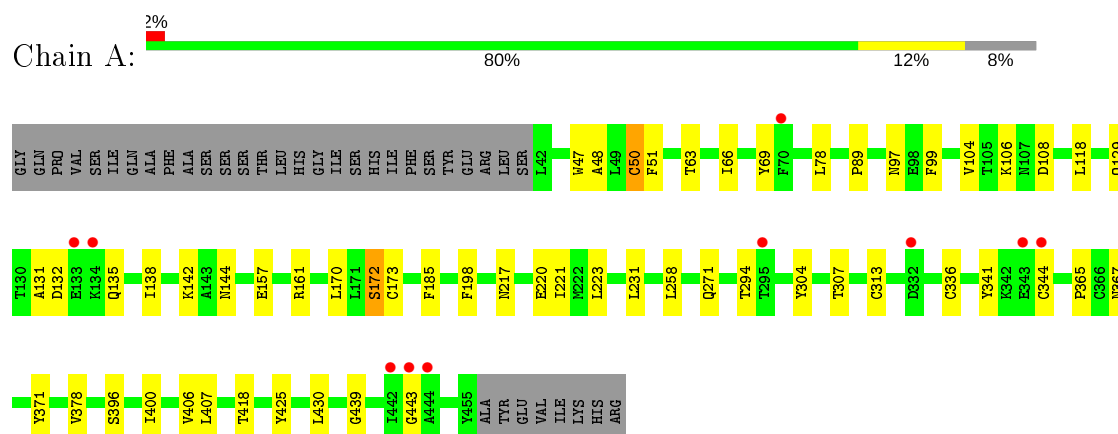 2%
Chain A:
80% 12% 8%
GLY GLN PRO VAL SER ILE GLN ALA PHE ALA SER SER SER THR LEU HIS GLY ILE SER HIS ILE PHE SER TYR GLU ARG LEU SER L42 W47 A48 L49 C50 F51 T63 I66 Y69 F70 L78 P89 N97 E98 F99 V104 T105 K106 N107 D108 L118 Q129
T130 A131 D132 E133 K134 Q135 I138 K142 A143 N144 E157 R161 L170 L171 S172 C173 F185 F198 N217 E220 I221 M222 L223 L231 L258 Q271 T294 T295 Y304 T307 C313 D332 C336 Y341 K342 E343 C344 P365 C366 N367
Y371 V378 S396 I400 V406 L407 T418 Y425 L430 G439 I442 G443 A444 Y455 ALA TYR GLU VAL ILE LYS HIS ARG